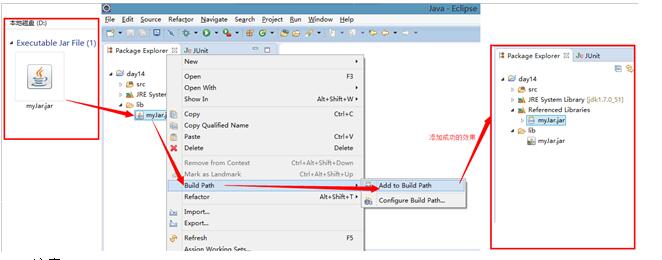 本地磁盘 (D:)
Executable Jar File (1)
myJar.jar
Java - Eclipse
File Edit Source Refactor Navigate Search Project Run Window Help
Package Explorer
JUnit
day14
src
JRE System Library
lib
myJar.j
New
Open F3
Open With
Show In Alt+Shift+W
Copy Ctrl+C
Copy Qualified Name
Paste Ctrl+V
Delete Delete
Remove from Context Ctrl+Alt+Shift+Down
Mark as Landmark Ctrl+Alt+Shift+Up
Build Path
Refactor Alt+Shift+T
Import...
Export...
Refresh F5
Assign Working Sets...
Add to Build Path
Configure Build Path...
添加成功的效果
Package Explorer
JUnit
day14
src
JRE System Library [jdk1.7.0_51]
Referenced Libraries
myJar.jar
lib
myJar.jar